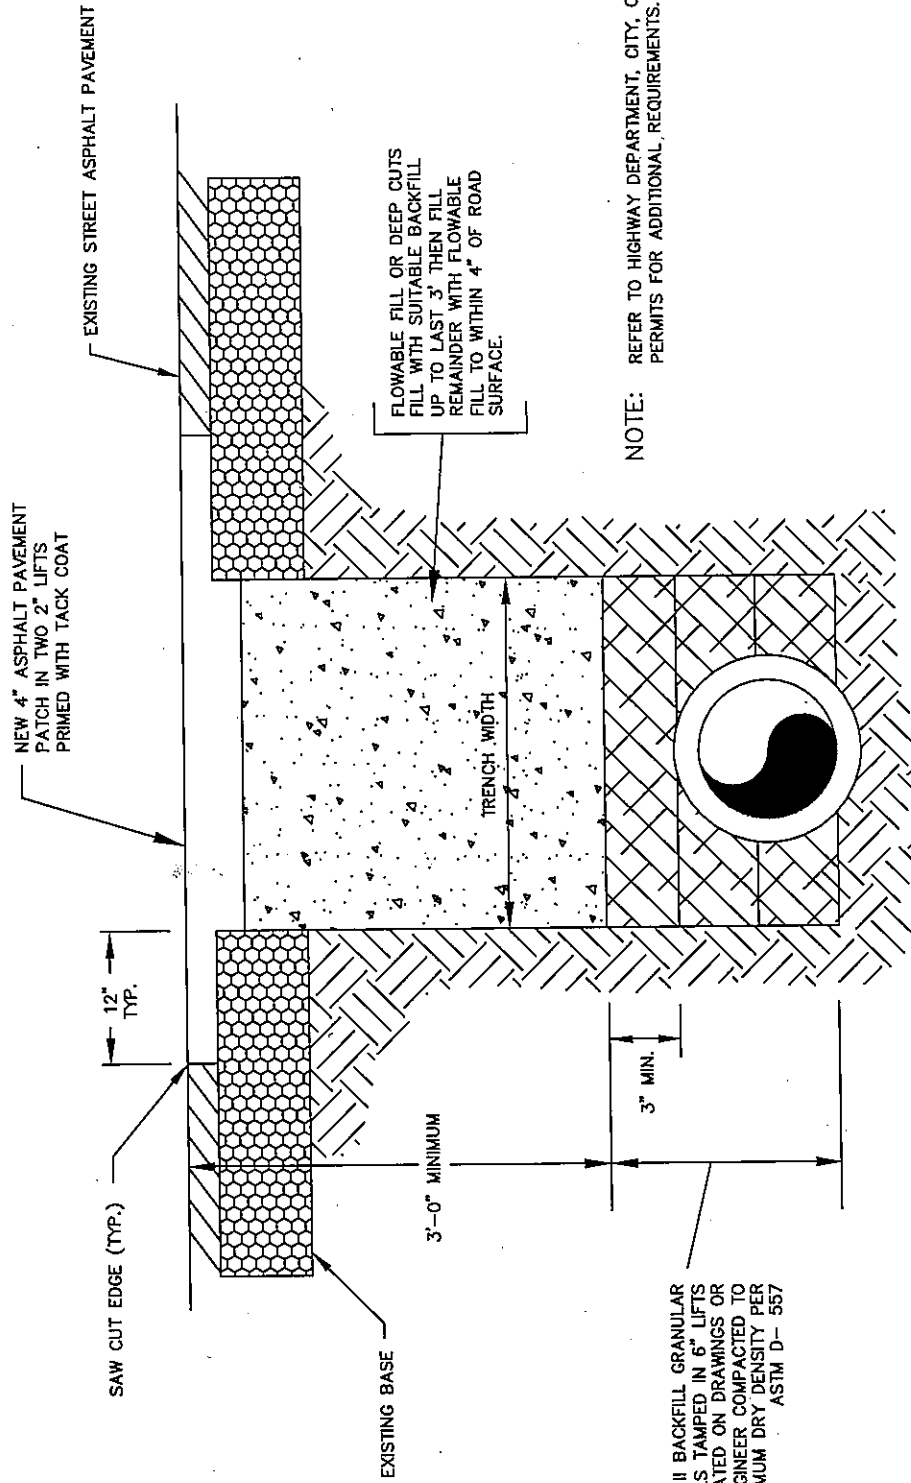 NEW 4" ASPHALT PAVEMENT
PATCH IN TWO 2" LIFTS
PRIMED WITH TACK COAT
EXISTING STREET ASPHALT PAVEMENT
SAW CUT EDGE (TYP.)
12"
TYP.
FLOWABLE FILL OR DEEP CUTS
FILL WITH SUITABLE BACKFILL
UP TO LAST 3' THEN FILL
REMAINDER WITH FLOWABLE
FILL TO WITHIN 4" OF ROAD
SURFACE.
EXISTING BASE
3'-0" MINIMUM
TRENCH WIDTH
3" MIN.
II BACKFILL GRANULAR
S TAMPED IN 6" LIFTS
ATED ON DRAWINGS OR
GINEER COMPACTED TO
MUM DRY DENSITY PER
ASTM D- 557
NOTE: REFER TO HIGHWAY DEPARTMENT, CITY,
PERMITS FOR ADDITIONAL REQUIREMENTS.